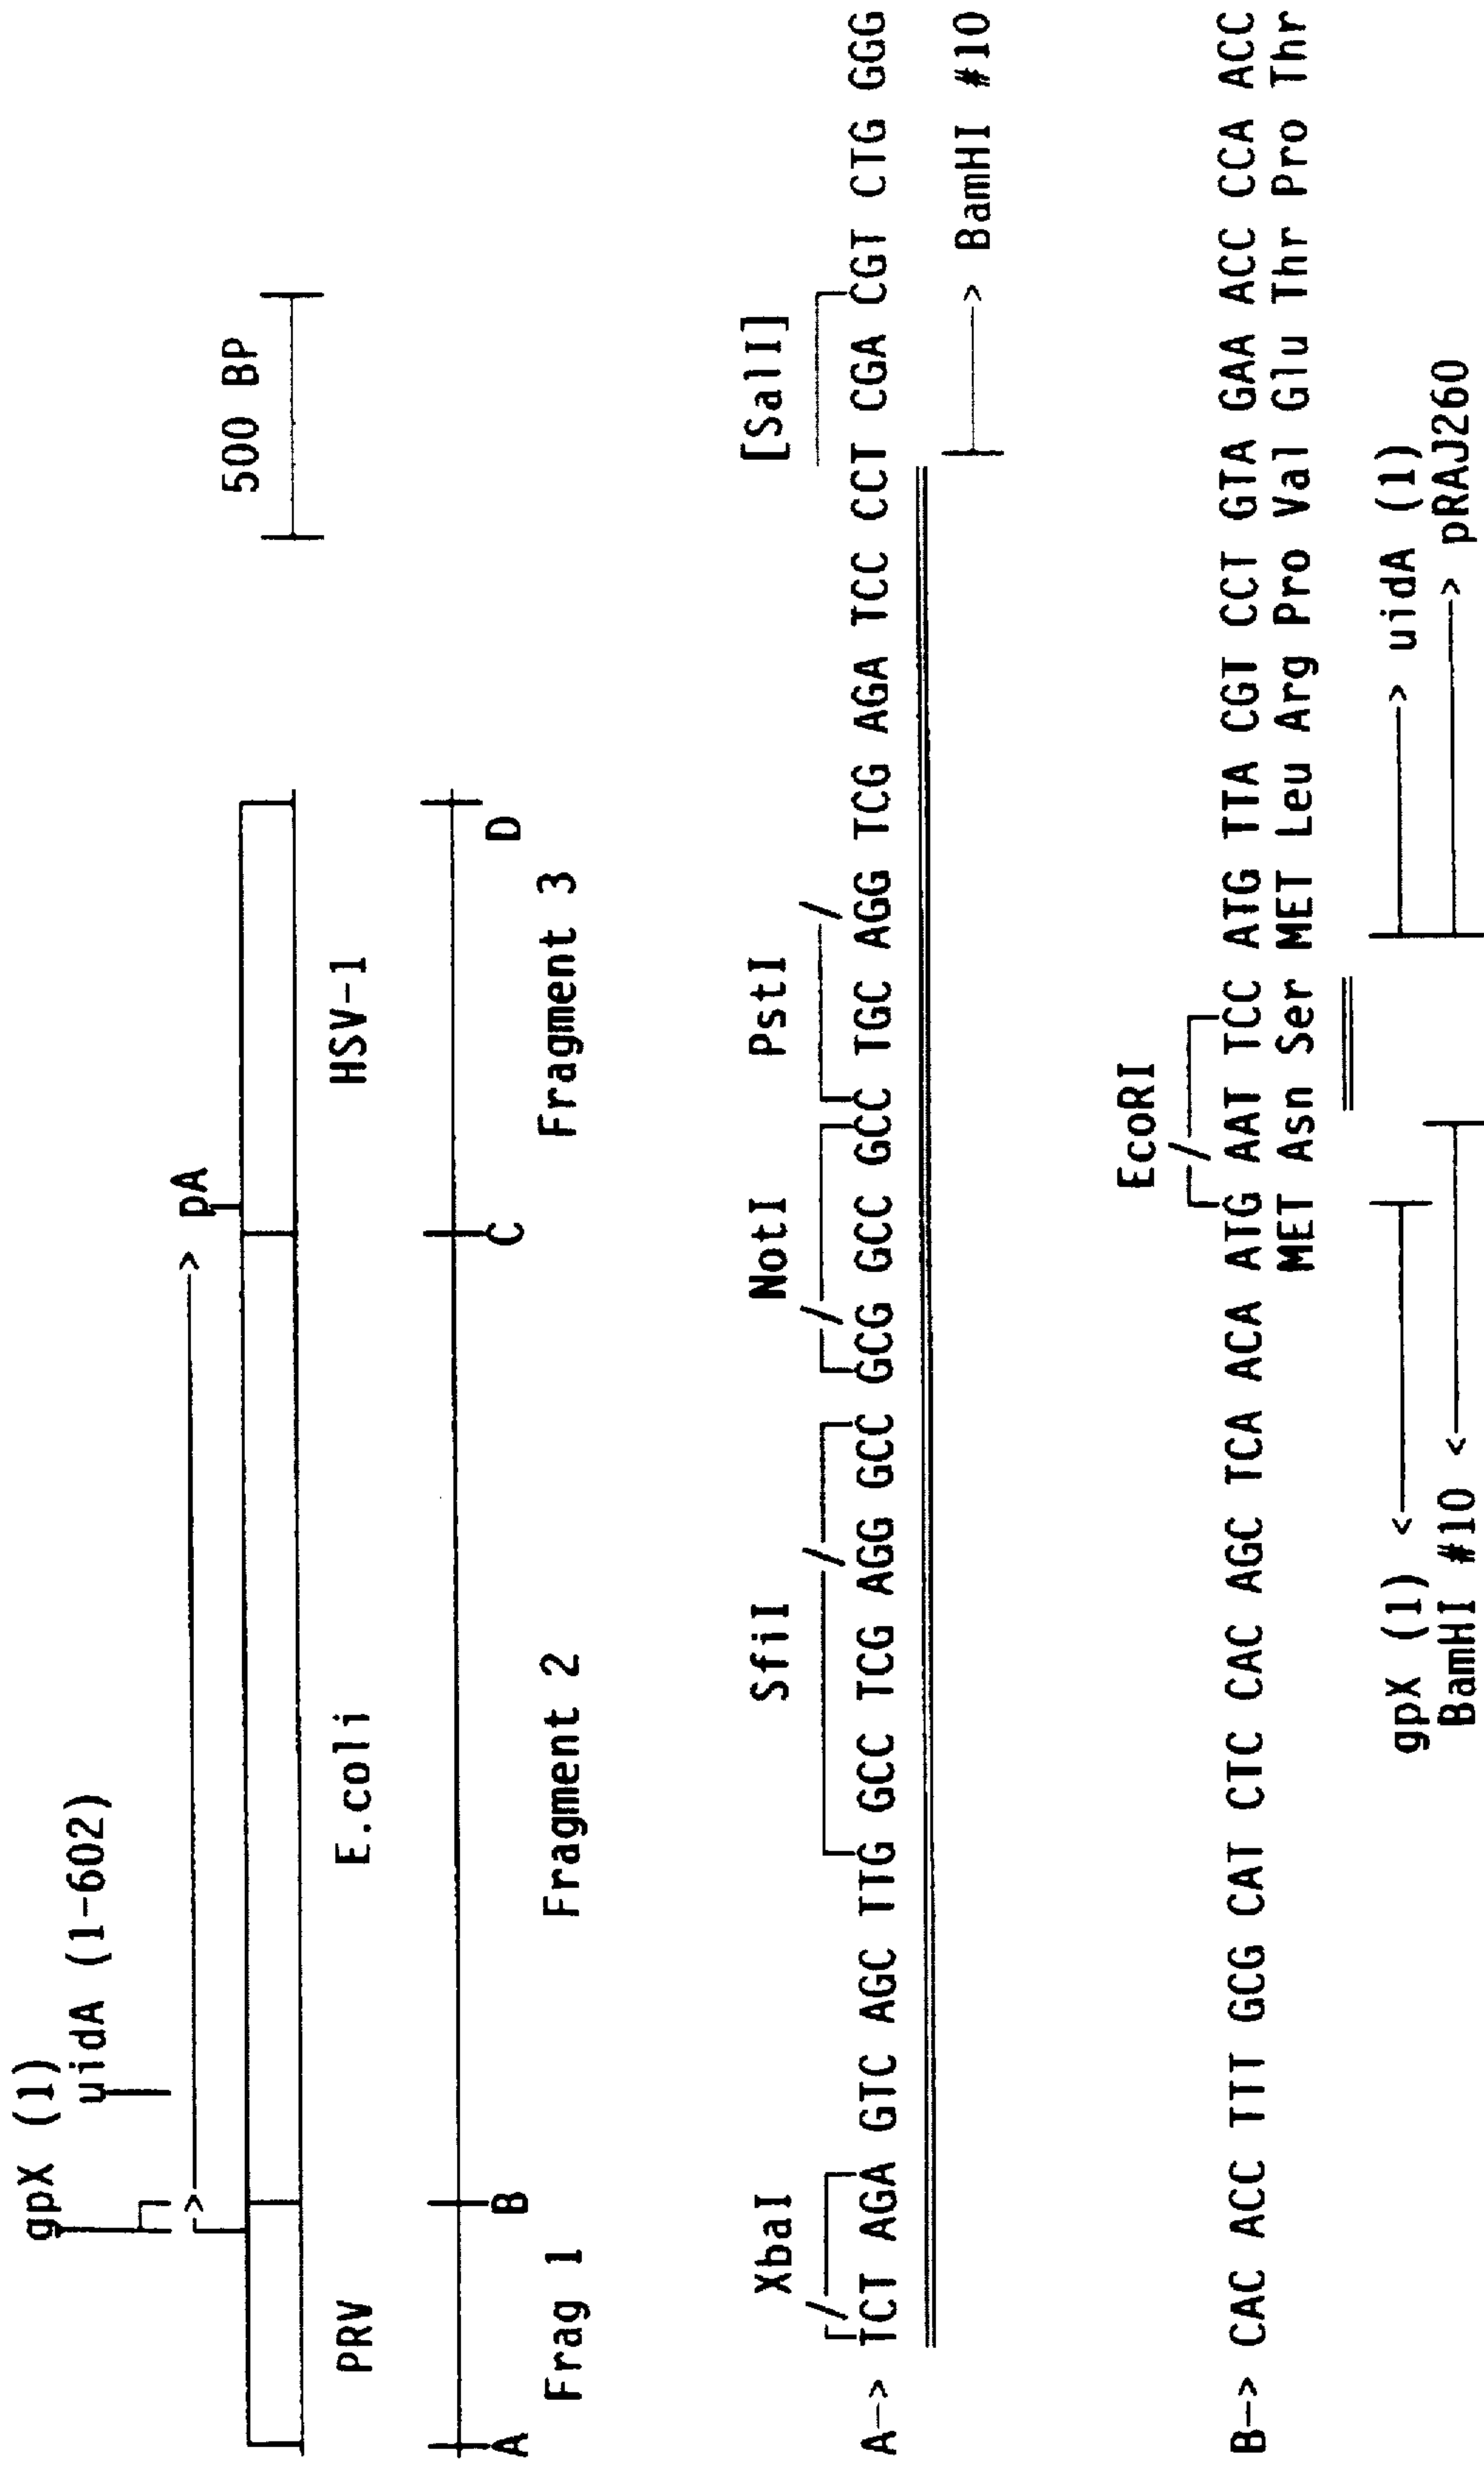 gpX (1)
uidA (1-602)
>
>
pA
500 BP
PRV
E.coli
HSV-1
A
B
C
D
Frag 1
Fragment 2
Fragment 3
XbaI
SfiI
NotI
PstI
[SalI]
A--> TCT AGA GTC AGC TTG GCC TCG AGG GCC GCG GCC GCC TGC AGG TCG AGA TCC CCT CGA CGT CTG GGG
> BamHI #10
EcoRI
B--> CAC ACC TTT GCG CAT CTC CAC AGC TCA ACA ATG AAT TCC ATG TTA CGT CCT GTA GAA ACC CCA ACC
MET Asn Ser MET Leu Arg Pro Val Glu Thr Pro Thr
gpX (1) <
> uidA (1)
BamHI #10 <
> pRAJ260